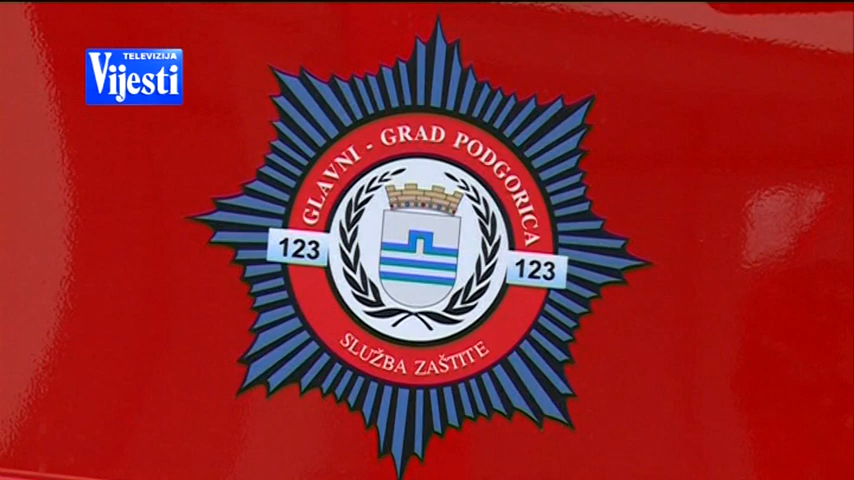 TELEVIZIJA
Vijesti
GLAVNI - GRAD PODGORICA
123
123
SLUŽBA ZAŠTITE